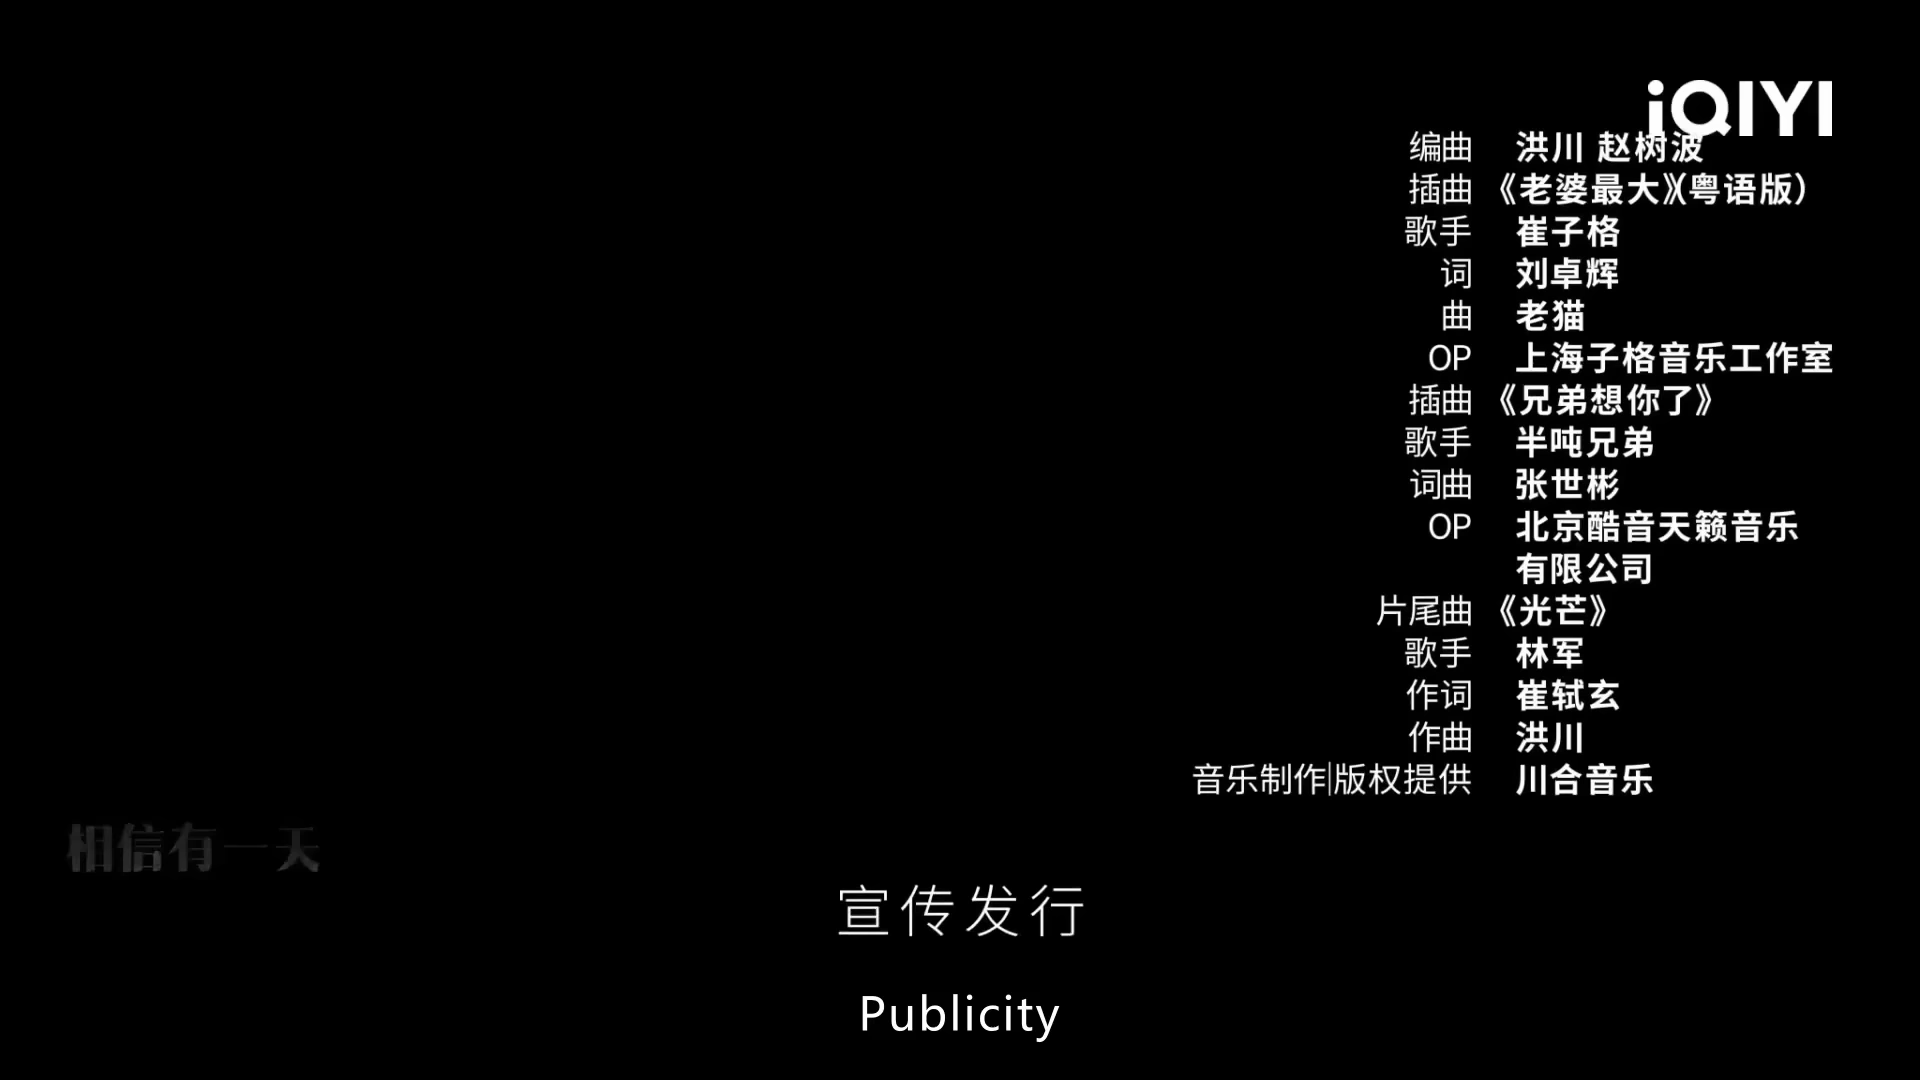 iQIYI
编曲 洪川 赵树波
插曲 《老婆最大》(粤语版)
歌手 崔子格
词 刘卓辉
曲 老猫
OP 上海子格音乐工作室
插曲 《兄弟想你了》
歌手 半吨兄弟
词曲 张世彬
OP 北京酷音天籁音乐
有限公司
片尾曲 《光芒》
歌手 林军
作词 崔轼玄
作曲 洪川
音乐制作|版权提供 川合音乐
相信有一天
宣传发行
Publicity